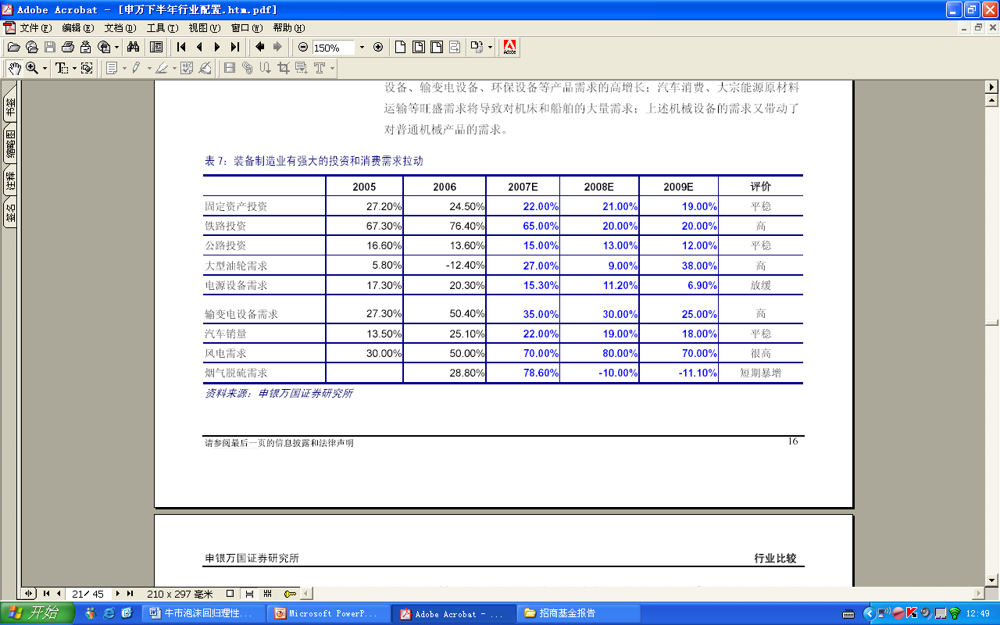 Adobe Acrobat - [申万下半年行业配置.htm.pdf]
文件(F) 编辑(E) 文档(D) 工具(T) 视图(V) 窗口(W) 帮助(H)
150%
Adobe
书签
缩略图
注释
签名
设备、输变电设备、环保设备等产品需求的高增长；汽车消费、大宗能源原材料
运输等旺盛需求将导致对机床和船舶的大量需求；上述机械设备的需求又带动了
对普通机械产品的需求。
表 7：装备制造业有强大的投资和消费需求拉动
2005 2006 2007E 2008E 2009E 评价
固定资产投资 27.20% 24.50% 22.00% 21.00% 19.00% 平稳
铁路投资 67.30% 76.40% 65.00% 20.00% 20.00% 高
公路投资 16.60% 13.60% 15.00% 13.00% 12.00% 平稳
大型油轮需求 5.80% -12.40% 27.00% 9.00% 38.00% 高
电源设备需求 17.30% 20.30% 15.30% 11.20% 6.90% 放缓
输变电设备需求 27.30% 50.40% 35.00% 30.00% 25.00% 高
汽车销量 13.50% 25.10% 22.00% 19.00% 18.00% 平稳
风电需求 30.00% 50.00% 70.00% 80.00% 70.00% 很高
烟气脱硫需求 28.80% 78.60% -10.00% -11.10% 短期暴增
资料来源：申银万国证券研究所
请参阅最后一页的信息披露和法律声明 16
申银万国证券研究所 行业比较
21 / 45 210 x 297 毫米
开始 牛市泡沫回归理性... Microsoft PowerP... Adobe Acrobat - ... 招商基金报告 12:49